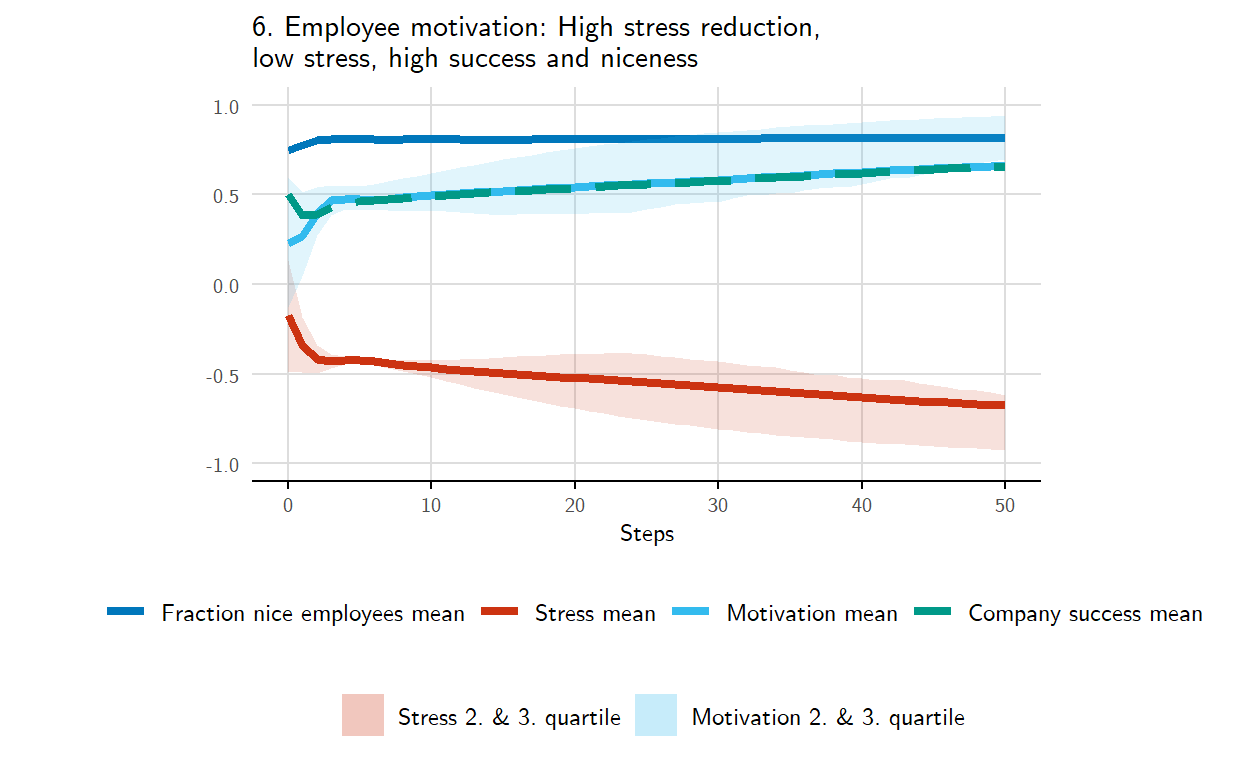 6. Employee motivation: High stress reduction,
low stress, high success and niceness
1.0
0.5
0.0
-0.5
-1.0
0 10 20 30 40 50
Steps
Fraction nice employees mean Stress mean Motivation mean Company success mean
Stress 2. & 3. quartile Motivation 2. & 3. quartile